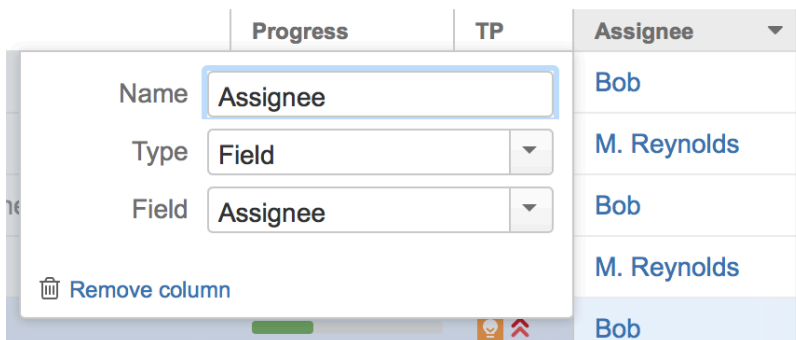 Progress TP Assignee
Name Assignee
Bob
Type Field
M. Reynolds
Field Assignee
Bob
M. Reynolds
Remove column
Bob